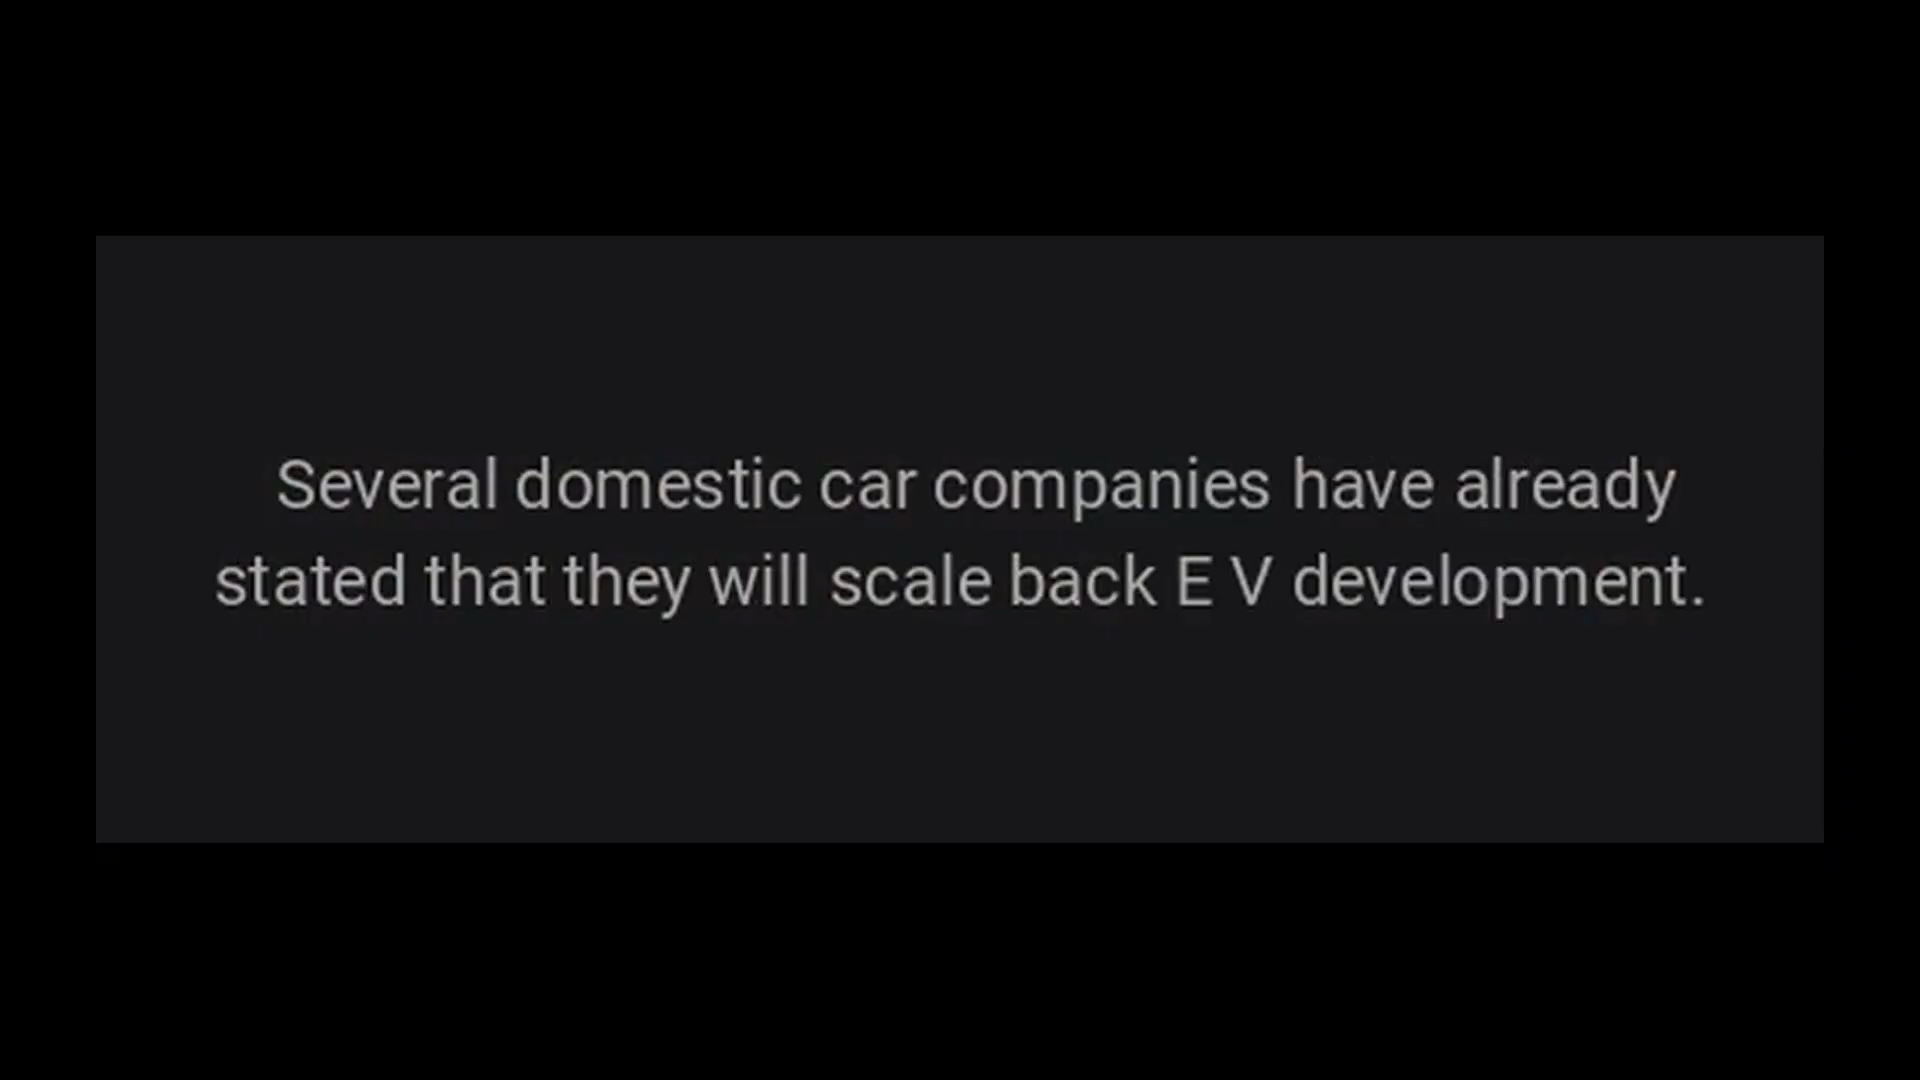 Several domestic car companies have already
stated that they will scale back E V development.